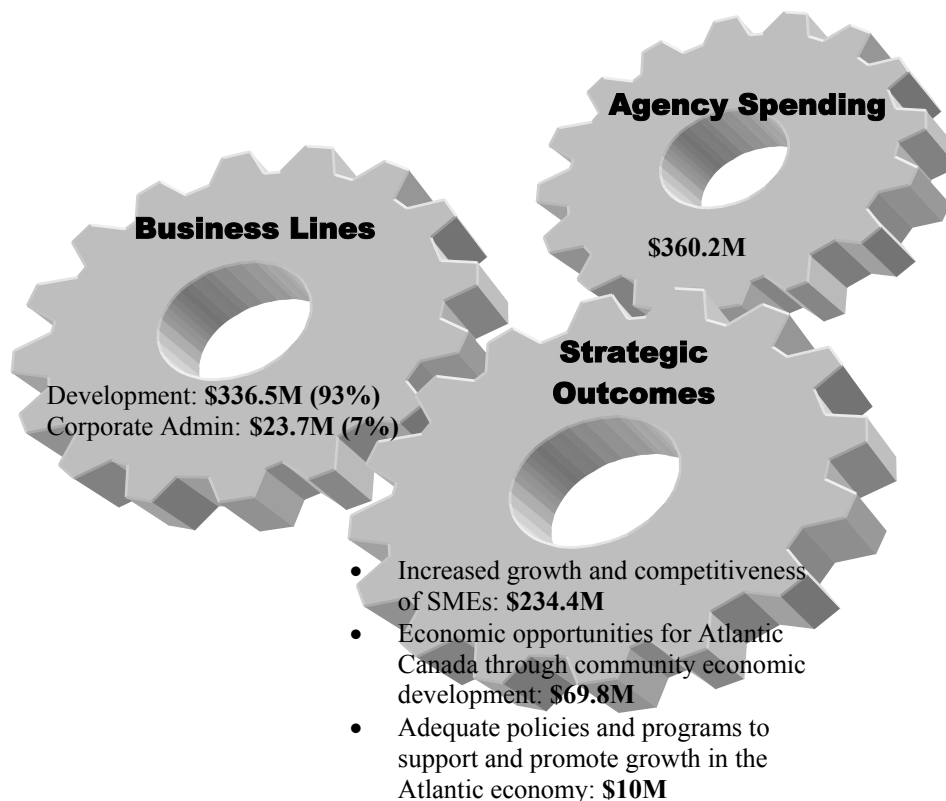 Agency Spending
$360.2M
Business Lines
Development: $336.5M (93%)
Corporate Admin: $23.7M (7%)
Strategic
Outcomes
• Increased growth and competitiveness
of SMEs: $234.4M
• Economic opportunities for Atlantic
Canada through community economic
development: $69.8M
• Adequate policies and programs to
support and promote growth in the
Atlantic economy: $10M